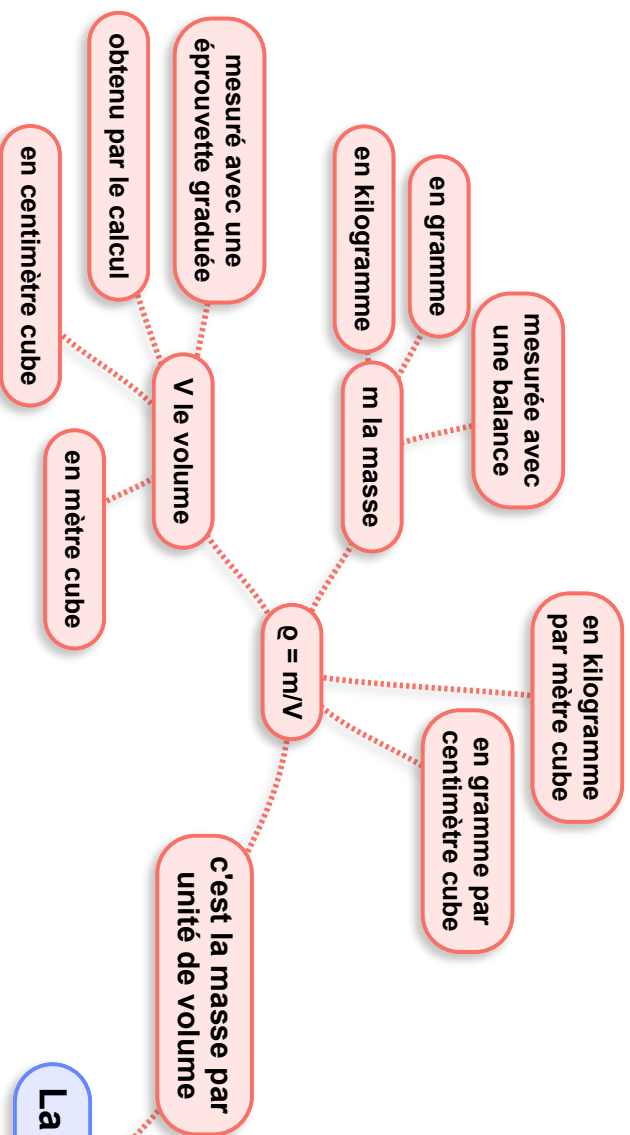 en kilogramme
par mètre cube
mesurée avec
une balance
en gramme par
centimètre cube
en gramme
en kilogramme
m la masse
ϱ = m/V
mesuré avec une
éprouvette graduée
c'est la masse par
unité de volume
V le volume
obtenu par le calcul
en mètre cube
en centimètre cube
La